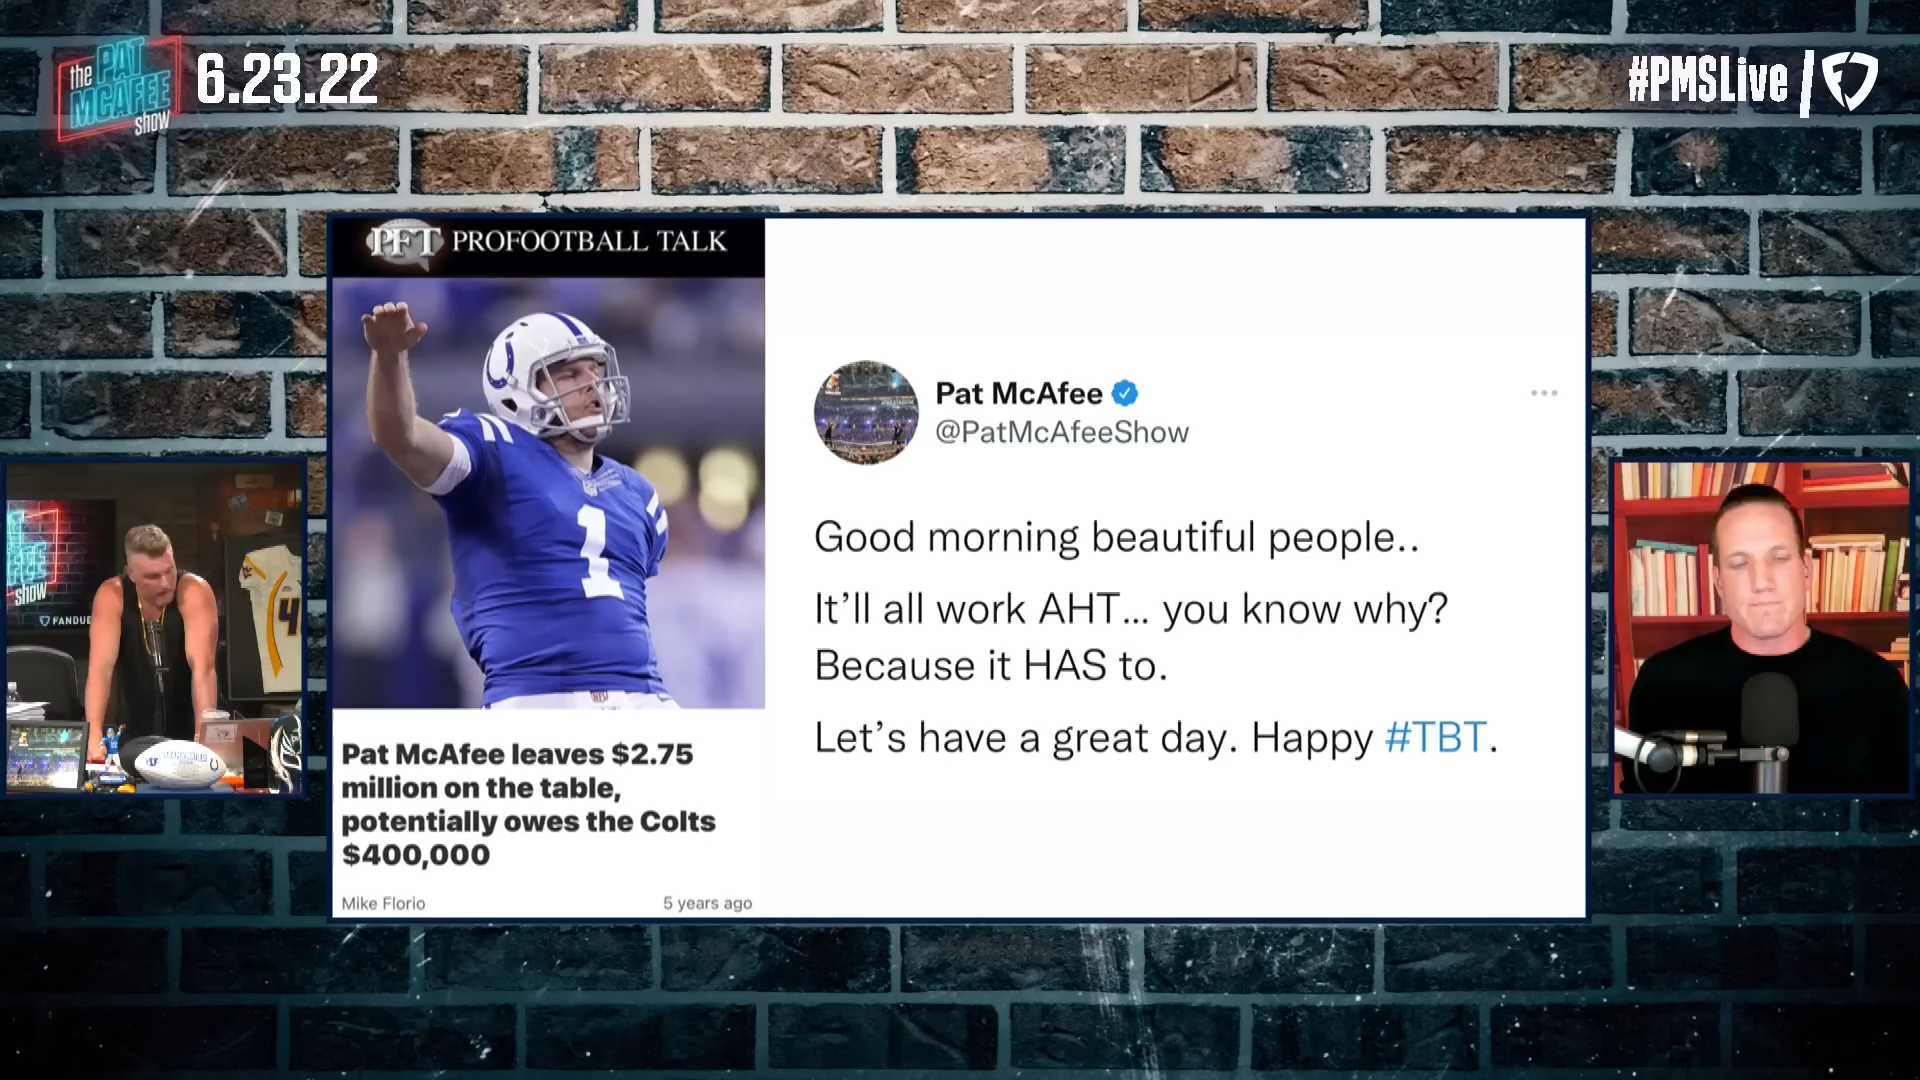 the PAT MCAFEE show
6.23.22
#PMSLive
PFT PROFOOTBALL TALK
1
Pat McAfee leaves $2.75
million on the table,
potentially owes the Colts
$400,000
Mike Florio 5 years ago
Pat McAfee
@PatMcAfeeShow
Good morning beautiful people..
It’ll all work AHT... you know why?
Because it HAS to.
Let’s have a great day. Happy #TBT.
show
FANDUE
4